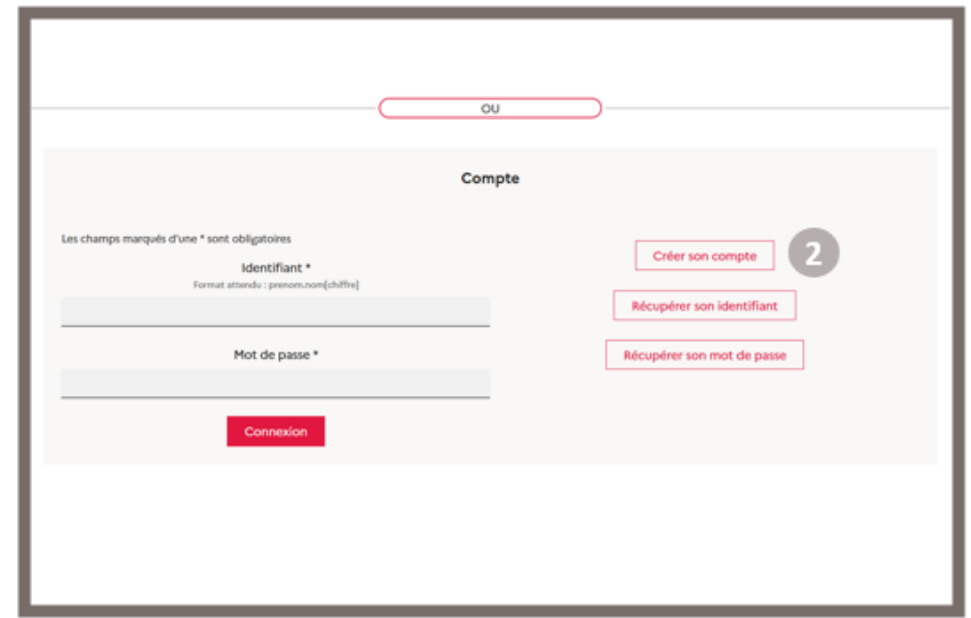 OU
Compte
Les champs marqués d'une * sont obligatoires
Identifiant *
Format attendu : prenom.nom[chiffre]
Mot de passe *
Connexion
Créer son compte
2
Récupérer son identifiant
Récupérer son mot de passe